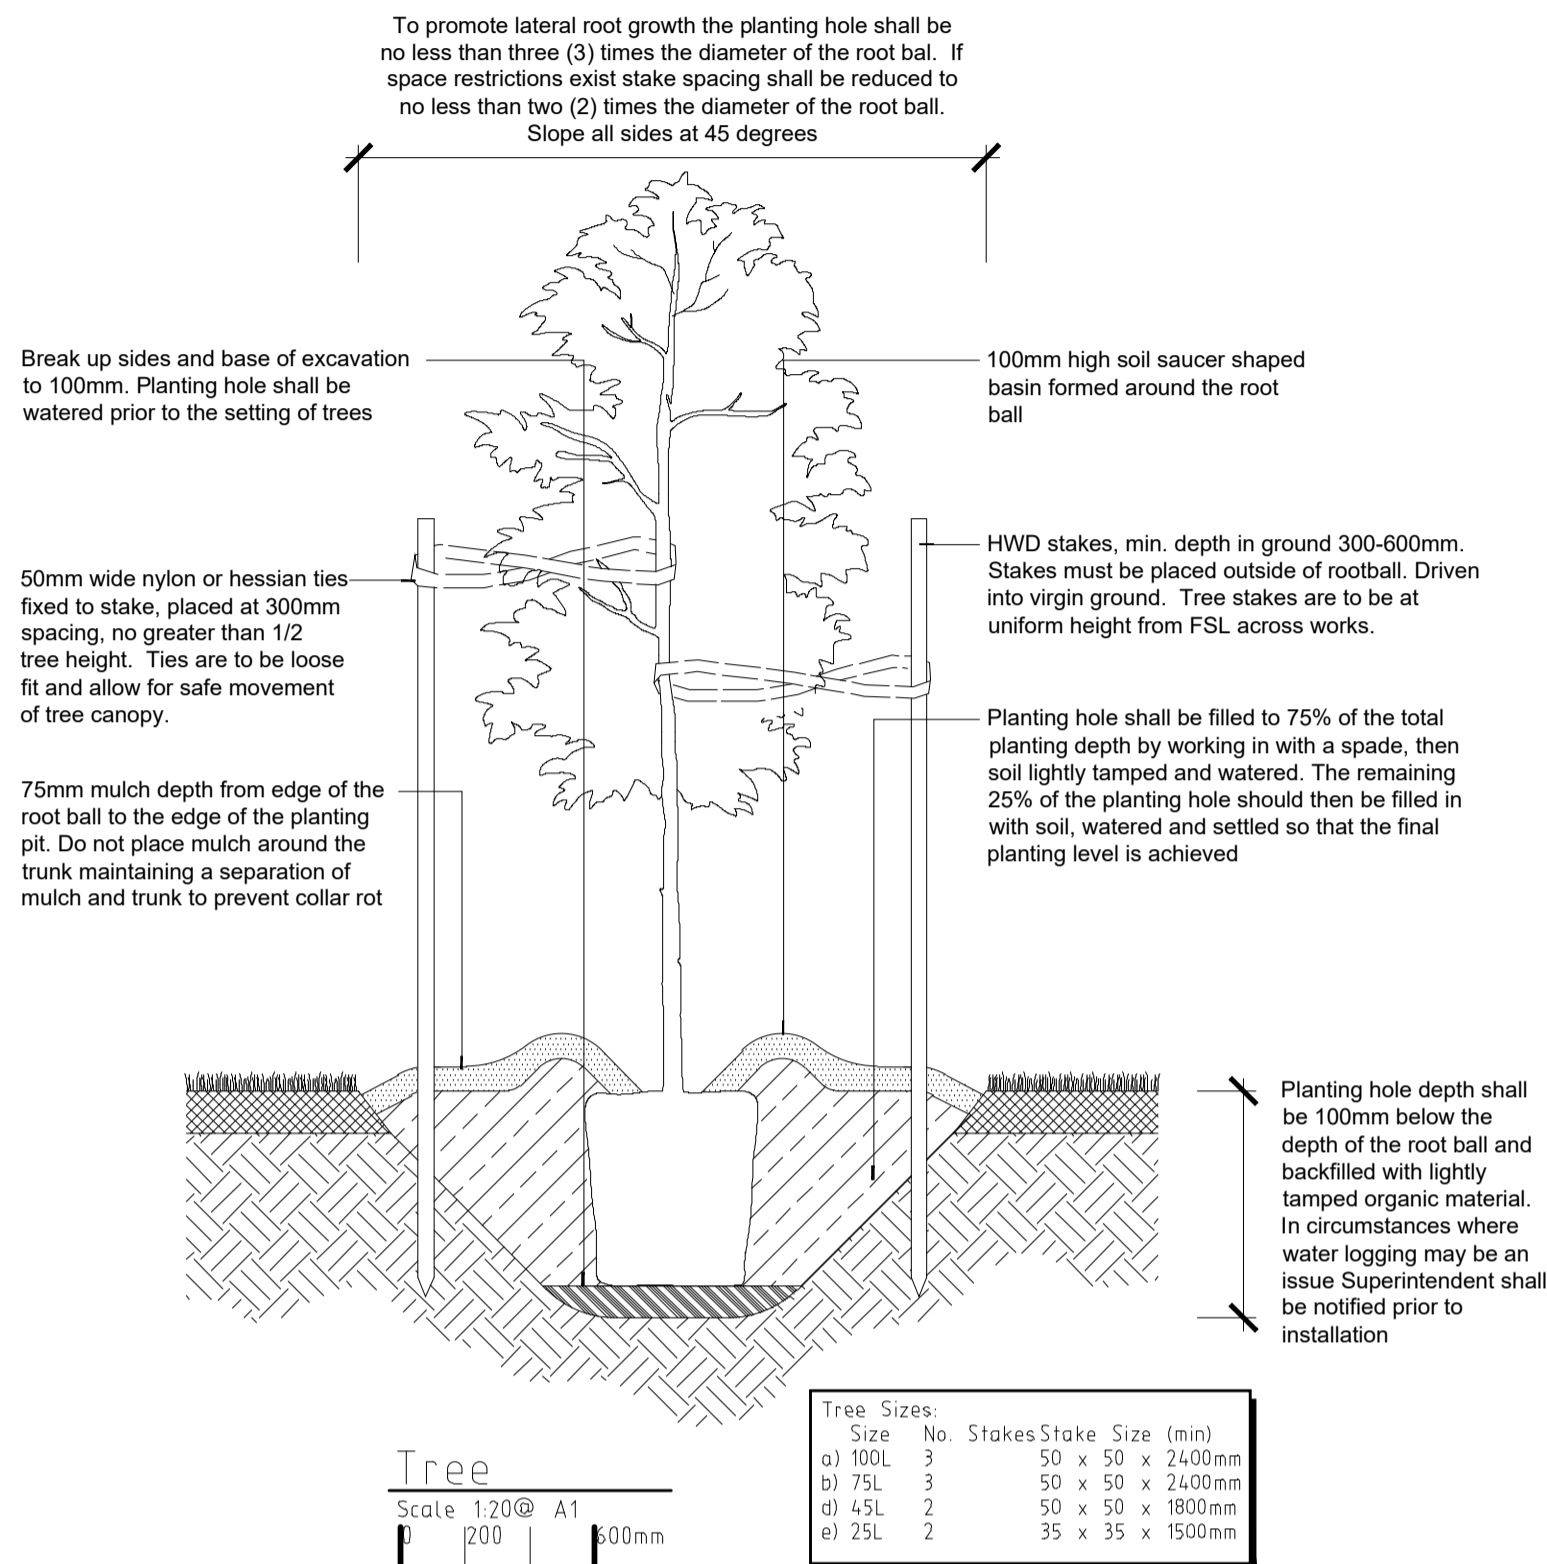 To promote lateral root growth the planting hole shall be
no less than three (3) times the diameter of the root bal. If
space restrictions exist stake spacing shall be reduced to
no less than two (2) times the diameter of the root ball.
Slope all sides at 45 degrees
Break up sides and base of excavation
to 100mm. Planting hole shall be
watered prior to the setting of trees
100mm high soil saucer shaped
basin formed around the root
ball
50mm wide nylon or hessian ties
fixed to stake, placed at 300mm
spacing, no greater than 1/2
tree height. Ties are to be loose
fit and allow for safe movement
of tree canopy.
HWD stakes, min. depth in ground 300-600mm.
Stakes must be placed outside of rootball. Driven
into virgin ground. Tree stakes are to be at
uniform height from FSL across works.
75mm mulch depth from edge of the
root ball to the edge of the planting
pit. Do not place mulch around the
trunk maintaining a separation of
mulch and trunk to prevent collar rot
Planting hole shall be filled to 75% of the total
planting depth by working in with a spade, then
soil lightly tamped and watered. The remaining
25% of the planting hole should then be filled in
with soil, watered and settled so that the final
planting level is achieved
Planting hole depth shall
be 100mm below the
depth of the root ball and
backfilled with lightly
tamped organic material.
In circumstances where
water logging may be an
issue Superintendent shall
be notified prior to
installation
Tree Sizes:
Size No. Stakes Stake Size (min)
a) 100L 3 50 x 50 x 2400mm
b) 75L 3 50 x 50 x 2400mm
d) 45L 2 50 x 50 x 1800mm
e) 25L 2 35 x 35 x 1500mm
Tree
Scale 1:20@ A1
0 200 600mm